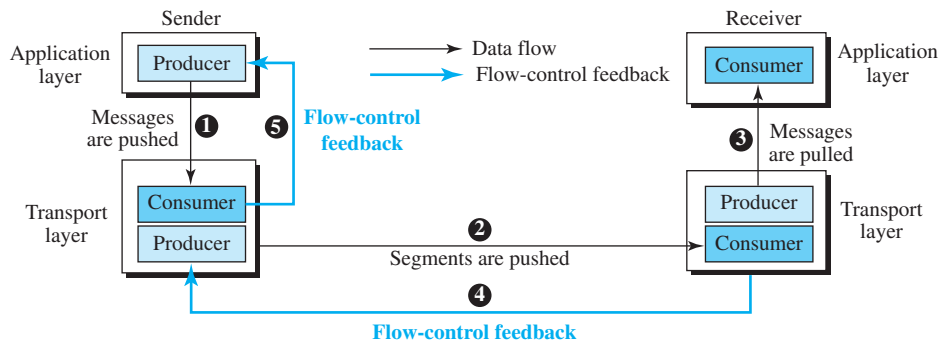 Sender
Receiver
Application
layer
Producer
Data flow
Flow-control feedback
Consumer
Application
layer
Messages
are pushed
1
5
Flow-control
feedback
3
Messages
are pulled
Transport
layer
Consumer
Producer
2
Segments are pushed
Producer
Consumer
Transport
layer
4
Flow-control feedback